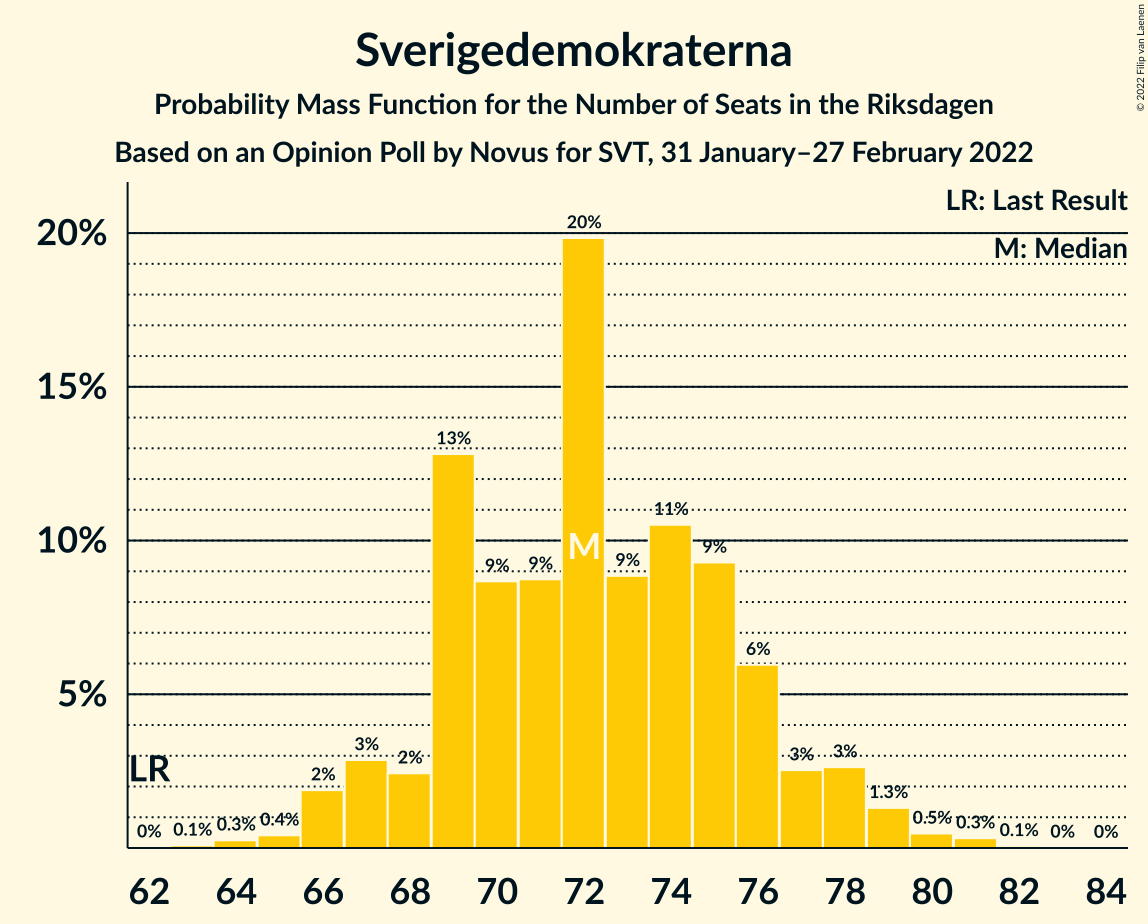 Sverigedemokraterna
Probability Mass Function for the Number of Seats in the Riksdagen
Based on an Opinion Poll by Novus for SVT, 31 January–27 February 2022
© 2022 Filip van Laenen
LR: Last Result
M: Median
20%
15%
10%
5%
LR
M
0% 0.1% 0.3% 0.4% 2% 3% 2% 13% 9% 9% 20% 9% 11% 9% 6% 3% 3% 1.3% 0.5% 0.3% 0.1% 0% 0%
62 64 66 68 70 72 74 76 78 80 82 84